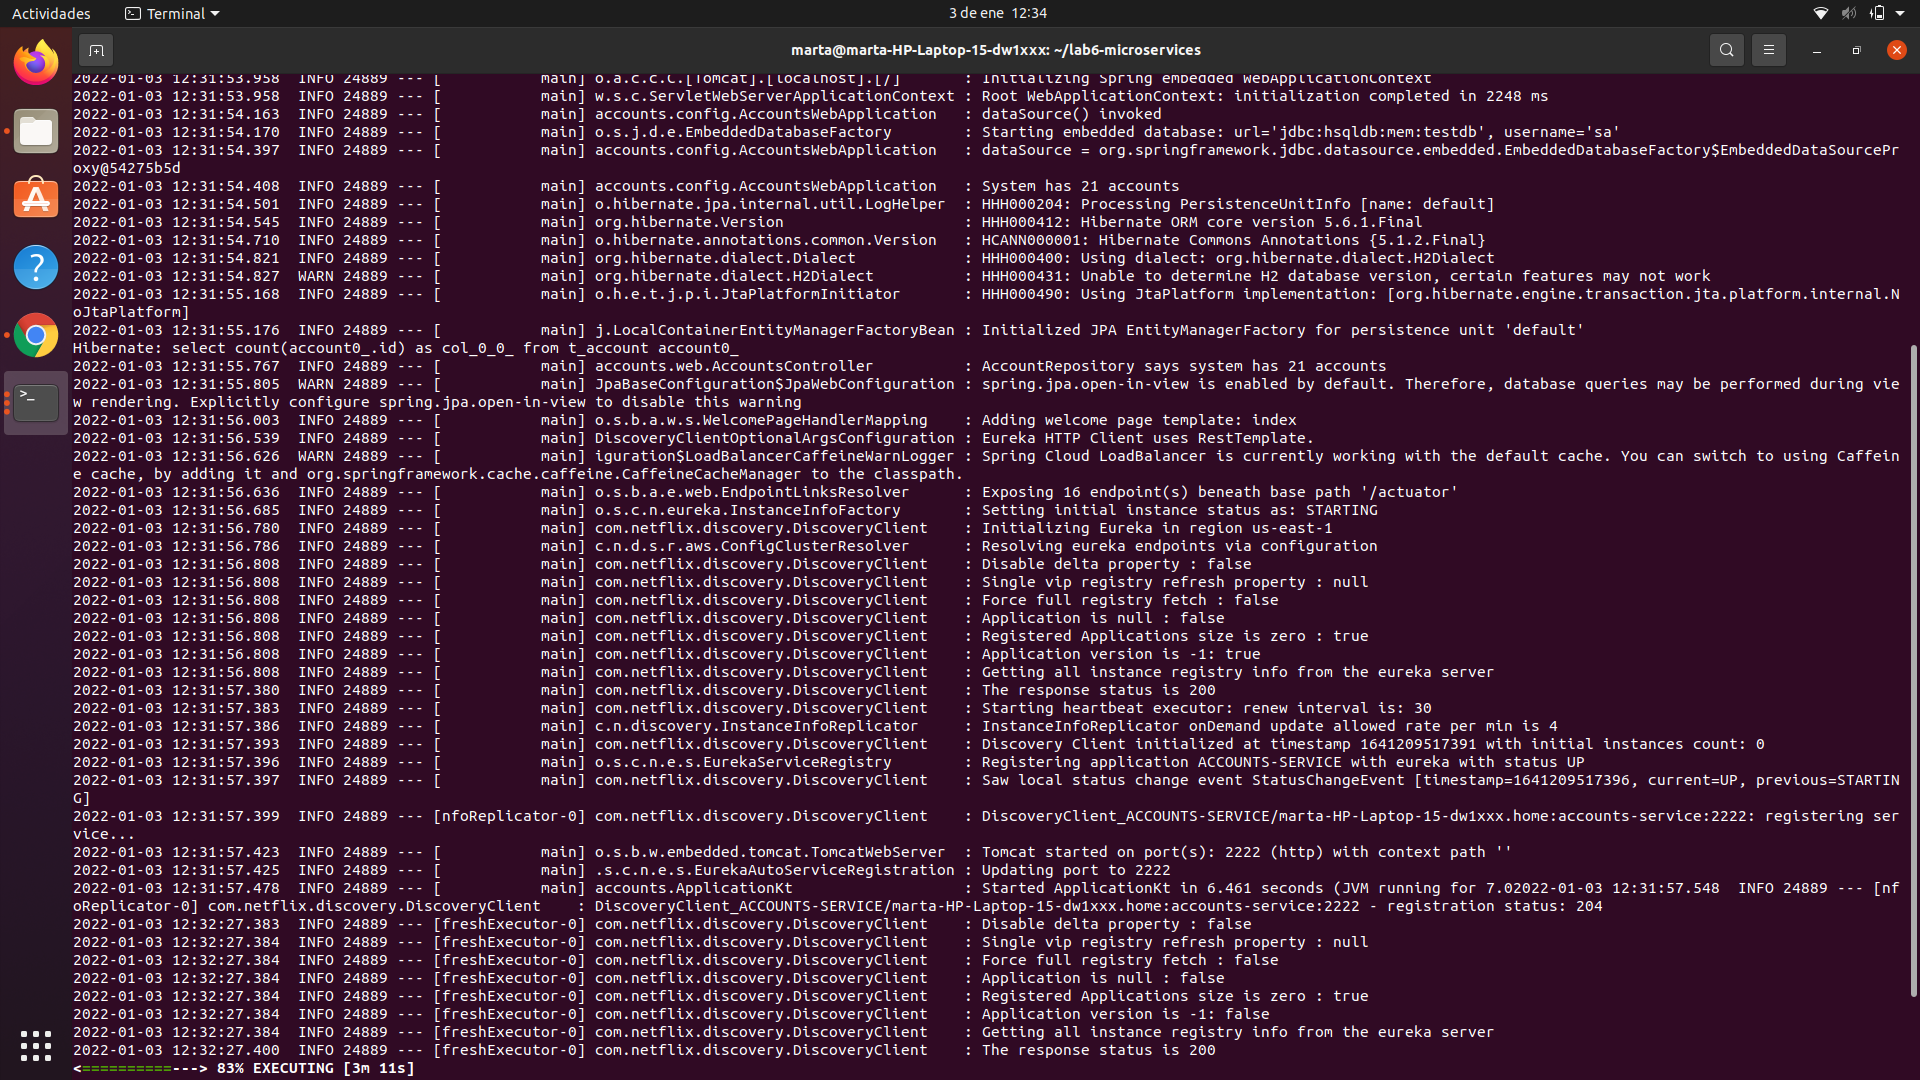 Actividades Terminal 3 de ene 12:34
marta@marta-HP-Laptop-15-dw1xxx: ~/lab6-microservices
2022-01-03 12:31:53.958  INFO 24889 --- [           main] o.a.c.c.C.[Tomcat].[localhost].[/]       : Initializing Spring embedded WebApplicationContext
2022-01-03 12:31:53.958  INFO 24889 --- [           main] w.s.c.ServletWebServerApplicationContext : Root WebApplicationContext: initialization completed in 2248 ms
2022-01-03 12:31:54.163  INFO 24889 --- [           main] accounts.config.AccountsWebApplication   : dataSource() invoked
2022-01-03 12:31:54.170  INFO 24889 --- [           main] o.s.j.d.e.EmbeddedDatabaseFactory        : Starting embedded database: url='jdbc:hsqldb:mem:testdb', username='sa'
2022-01-03 12:31:54.397  INFO 24889 --- [           main] accounts.config.AccountsWebApplication   : dataSource = org.springframework.jdbc.datasource.embedded.EmbeddedDatabaseFactory$EmbeddedDataSourcePr
oxy@54275b5d
2022-01-03 12:31:54.408  INFO 24889 --- [           main] accounts.config.AccountsWebApplication   : System has 21 accounts
2022-01-03 12:31:54.501  INFO 24889 --- [           main] o.hibernate.jpa.internal.util.LogHelper  : HHH000204: Processing PersistenceUnitInfo [name: default]
2022-01-03 12:31:54.545  INFO 24889 --- [           main] org.hibernate.Version                    : HHH000412: Hibernate ORM core version 5.6.1.Final
2022-01-03 12:31:54.710  INFO 24889 --- [           main] o.hibernate.annotations.common.Version   : HCANN000001: Hibernate Commons Annotations {5.1.2.Final}
2022-01-03 12:31:54.821  INFO 24889 --- [           main] org.hibernate.dialect.Dialect            : HHH000400: Using dialect: org.hibernate.dialect.H2Dialect
2022-01-03 12:31:54.827  WARN 24889 --- [           main] org.hibernate.dialect.H2Dialect          : HHH000431: Unable to determine H2 database version, certain features may not work
2022-01-03 12:31:55.168  INFO 24889 --- [           main] o.h.e.t.j.p.i.JtaPlatformInitiator       : HHH000490: Using JtaPlatform implementation: [org.hibernate.engine.transaction.jta.platform.internal.N
oJtaPlatform]
2022-01-03 12:31:55.176  INFO 24889 --- [           main] j.LocalContainerEntityManagerFactoryBean : Initialized JPA EntityManagerFactory for persistence unit 'default'
Hibernate: select count(account0_.id) as col_0_0_ from t_account account0_
2022-01-03 12:31:55.767  INFO 24889 --- [           main] accounts.web.AccountsController          : AccountRepository says system has 21 accounts
2022-01-03 12:31:55.805  WARN 24889 --- [           main] JpaBaseConfiguration$JpaWebConfiguration : spring.jpa.open-in-view is enabled by default. Therefore, database queries may be performed during vie
w rendering. Explicitly configure spring.jpa.open-in-view to disable this warning
2022-01-03 12:31:56.003  INFO 24889 --- [           main] o.s.b.a.w.s.WelcomePageHandlerMapping    : Adding welcome page template: index
2022-01-03 12:31:56.539  INFO 24889 --- [           main] DiscoveryClientOptionalArgsConfiguration : Eureka HTTP Client uses RestTemplate.
2022-01-03 12:31:56.626  WARN 24889 --- [           main] iguration$LoadBalancerCaffeineWarnLogger : Spring Cloud LoadBalancer is currently working with the default cache. You can switch to using Caffein
e cache, by adding it and org.springframework.cache.caffeine.CaffeineCacheManager to the classpath.
2022-01-03 12:31:56.636  INFO 24889 --- [           main] o.s.b.a.e.web.EndpointLinksResolver      : Exposing 16 endpoint(s) beneath base path '/actuator'
2022-01-03 12:31:56.685  INFO 24889 --- [           main] o.s.c.n.eureka.InstanceInfoFactory       : Setting initial instance status as: STARTING
2022-01-03 12:31:56.780  INFO 24889 --- [           main] com.netflix.discovery.DiscoveryClient    : Initializing Eureka in region us-east-1
2022-01-03 12:31:56.786  INFO 24889 --- [           main] c.n.d.s.r.aws.ConfigClusterResolver      : Resolving eureka endpoints via configuration
2022-01-03 12:31:56.808  INFO 24889 --- [           main] com.netflix.discovery.DiscoveryClient    : Disable delta property : false
2022-01-03 12:31:56.808  INFO 24889 --- [           main] com.netflix.discovery.DiscoveryClient    : Single vip registry refresh property : null
2022-01-03 12:31:56.808  INFO 24889 --- [           main] com.netflix.discovery.DiscoveryClient    : Force full registry fetch : false
2022-01-03 12:31:56.808  INFO 24889 --- [           main] com.netflix.discovery.DiscoveryClient    : Application is null : false
2022-01-03 12:31:56.808  INFO 24889 --- [           main] com.netflix.discovery.DiscoveryClient    : Registered Applications size is zero : true
2022-01-03 12:31:56.808  INFO 24889 --- [           main] com.netflix.discovery.DiscoveryClient    : Application version is -1: true
2022-01-03 12:31:56.808  INFO 24889 --- [           main] com.netflix.discovery.DiscoveryClient    : Getting all instance registry info from the eureka server
2022-01-03 12:31:57.380  INFO 24889 --- [           main] com.netflix.discovery.DiscoveryClient    : The response status is 200
2022-01-03 12:31:57.383  INFO 24889 --- [           main] com.netflix.discovery.DiscoveryClient    : Starting heartbeat executor: renew interval is: 30
2022-01-03 12:31:57.386  INFO 24889 --- [           main] c.n.discovery.InstanceInfoReplicator     : InstanceInfoReplicator onDemand update allowed rate per min is 4
2022-01-03 12:31:57.393  INFO 24889 --- [           main] com.netflix.discovery.DiscoveryClient    : Discovery Client initialized at timestamp 1641209517391 with initial instances count: 0
2022-01-03 12:31:57.396  INFO 24889 --- [           main] o.s.c.n.e.s.EurekaServiceRegistry        : Registering application ACCOUNTS-SERVICE with eureka with status UP
2022-01-03 12:31:57.397  INFO 24889 --- [           main] com.netflix.discovery.DiscoveryClient    : Saw local status change event StatusChangeEvent [timestamp=1641209517396, current=UP, previous=STARTIN
G]
2022-01-03 12:31:57.399  INFO 24889 --- [nfoReplicator-0] com.netflix.discovery.DiscoveryClient    : DiscoveryClient_ACCOUNTS-SERVICE/marta-HP-Laptop-15-dw1xxx.home:accounts-service:2222: registering ser
vice...
2022-01-03 12:31:57.423  INFO 24889 --- [           main] o.s.b.w.embedded.tomcat.TomcatWebServer  : Tomcat started on port(s): 2222 (http) with context path ''
2022-01-03 12:31:57.425  INFO 24889 --- [           main] .s.c.n.e.s.EurekaAutoServiceRegistration : Updating port to 2222
2022-01-03 12:31:57.478  INFO 24889 --- [           main] accounts.ApplicationKt                   : Started ApplicationKt in 6.461 seconds (JVM running for 7.02022-01-03 12:31:57.548  INFO 24889 --- [nf
oReplicator-0] com.netflix.discovery.DiscoveryClient    : DiscoveryClient_ACCOUNTS-SERVICE/marta-HP-Laptop-15-dw1xxx.home:accounts-service:2222 - registration status: 204
2022-01-03 12:32:27.383  INFO 24889 --- [freshExecutor-0] com.netflix.discovery.DiscoveryClient    : Disable delta property : false
2022-01-03 12:32:27.384  INFO 24889 --- [freshExecutor-0] com.netflix.discovery.DiscoveryClient    : Single vip registry refresh property : null
2022-01-03 12:32:27.384  INFO 24889 --- [freshExecutor-0] com.netflix.discovery.DiscoveryClient    : Force full registry fetch : false
2022-01-03 12:32:27.384  INFO 24889 --- [freshExecutor-0] com.netflix.discovery.DiscoveryClient    : Application is null : false
2022-01-03 12:32:27.384  INFO 24889 --- [freshExecutor-0] com.netflix.discovery.DiscoveryClient    : Registered Applications size is zero : true
2022-01-03 12:32:27.384  INFO 24889 --- [freshExecutor-0] com.netflix.discovery.DiscoveryClient    : Application version is -1: false
2022-01-03 12:32:27.384  INFO 24889 --- [freshExecutor-0] com.netflix.discovery.DiscoveryClient    : Getting all instance registry info from the eureka server
2022-01-03 12:32:27.400  INFO 24889 --- [freshExecutor-0] com.netflix.discovery.DiscoveryClient    : The response status is 200
<==========---> 83% EXECUTING [3m 11s]